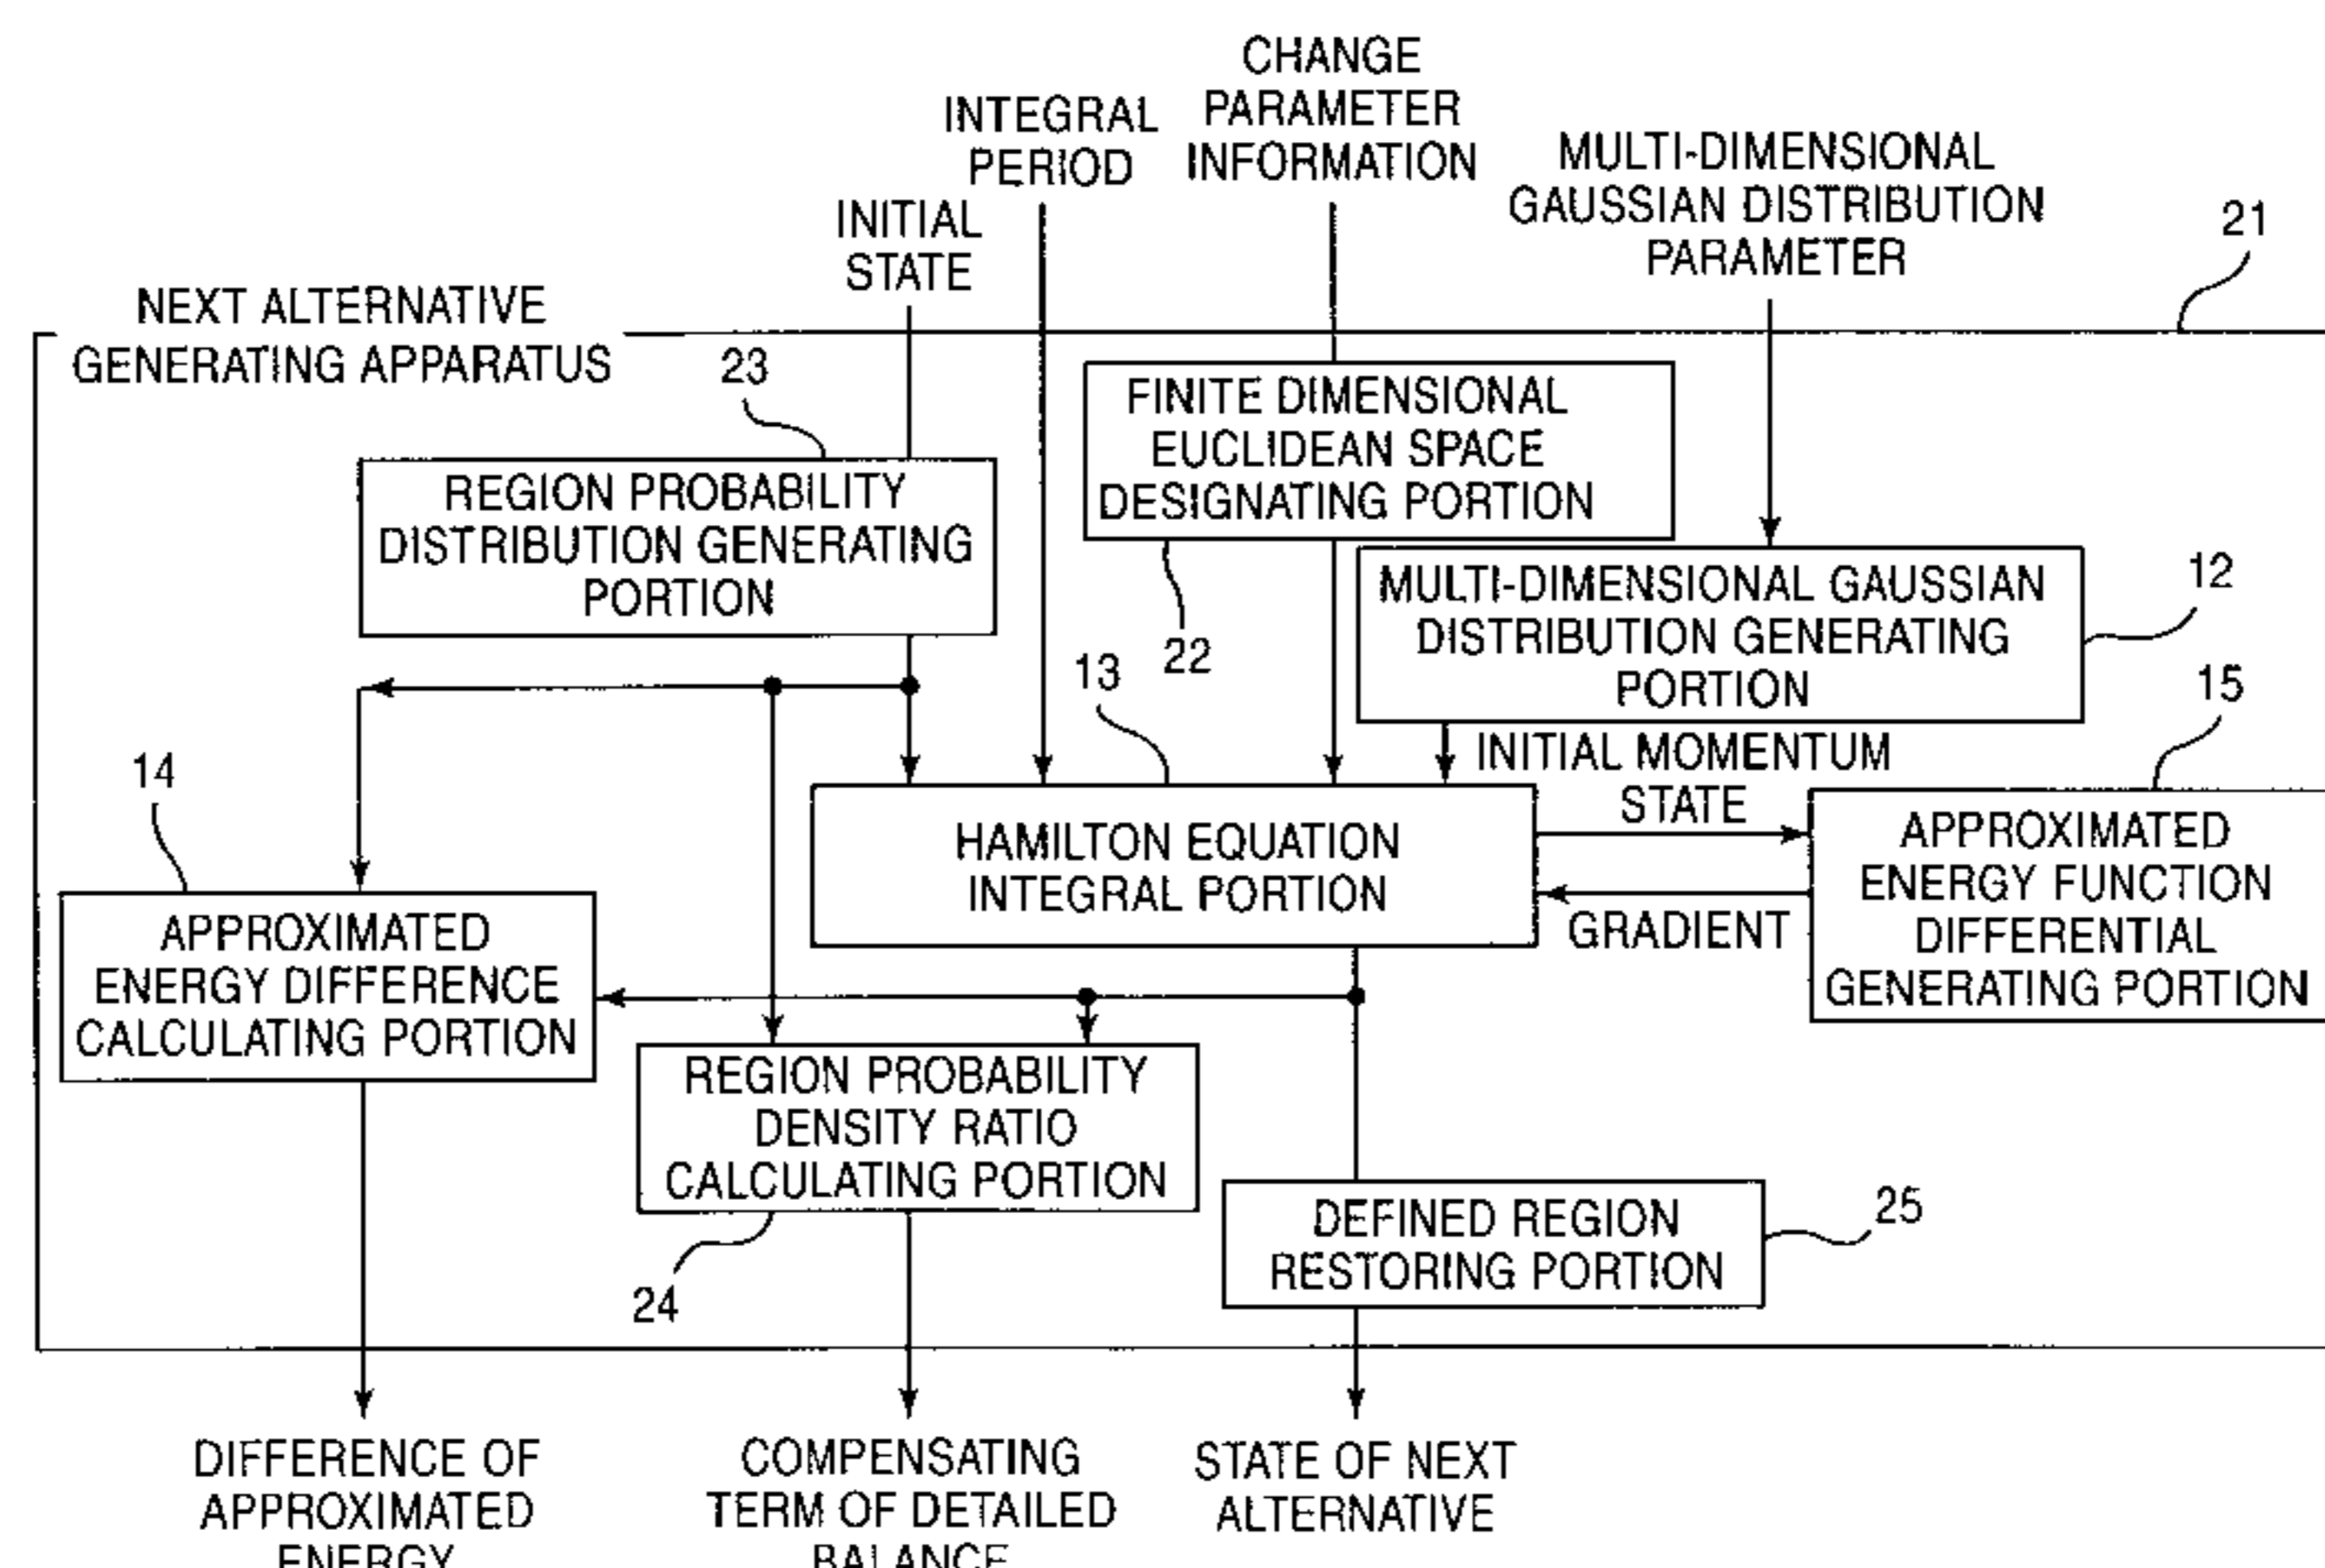 CHANGE
PARAMETER
INFORMATION
INTEGRAL
PERIOD
MULTI-DIMENSIONAL
GAUSSIAN DISTRIBUTION
PARAMETER
INITIAL
STATE
21
NEXT ALTERNATIVE
GENERATING APPARATUS
23
FINITE DIMENSIONAL
EUCLIDEAN SPACE
DESIGNATING PORTION
22
REGION PROBABILITY
DISTRIBUTION GENERATING
PORTION
MULTI-DIMENSIONAL GAUSSIAN
DISTRIBUTION GENERATING
PORTION
12
13
15
14
INITIAL MOMENTUM
STATE
HAMILTON EQUATION
INTEGRAL PORTION
GRADIENT
APPROXIMATED
ENERGY FUNCTION
DIFFERENTIAL
GENERATING PORTION
APPROXIMATED
ENERGY DIFFERENCE
CALCULATING PORTION
REGION PROBABILITY
DENSITY RATIO
CALCULATING PORTION
24
DEFINED REGION
RESTORING PORTION
25
DIFFERENCE OF
APPROXIMATED
ENERGY
COMPENSATING
TERM OF DETAILED
BALANCE
STATE OF NEXT
ALTERNATIVE